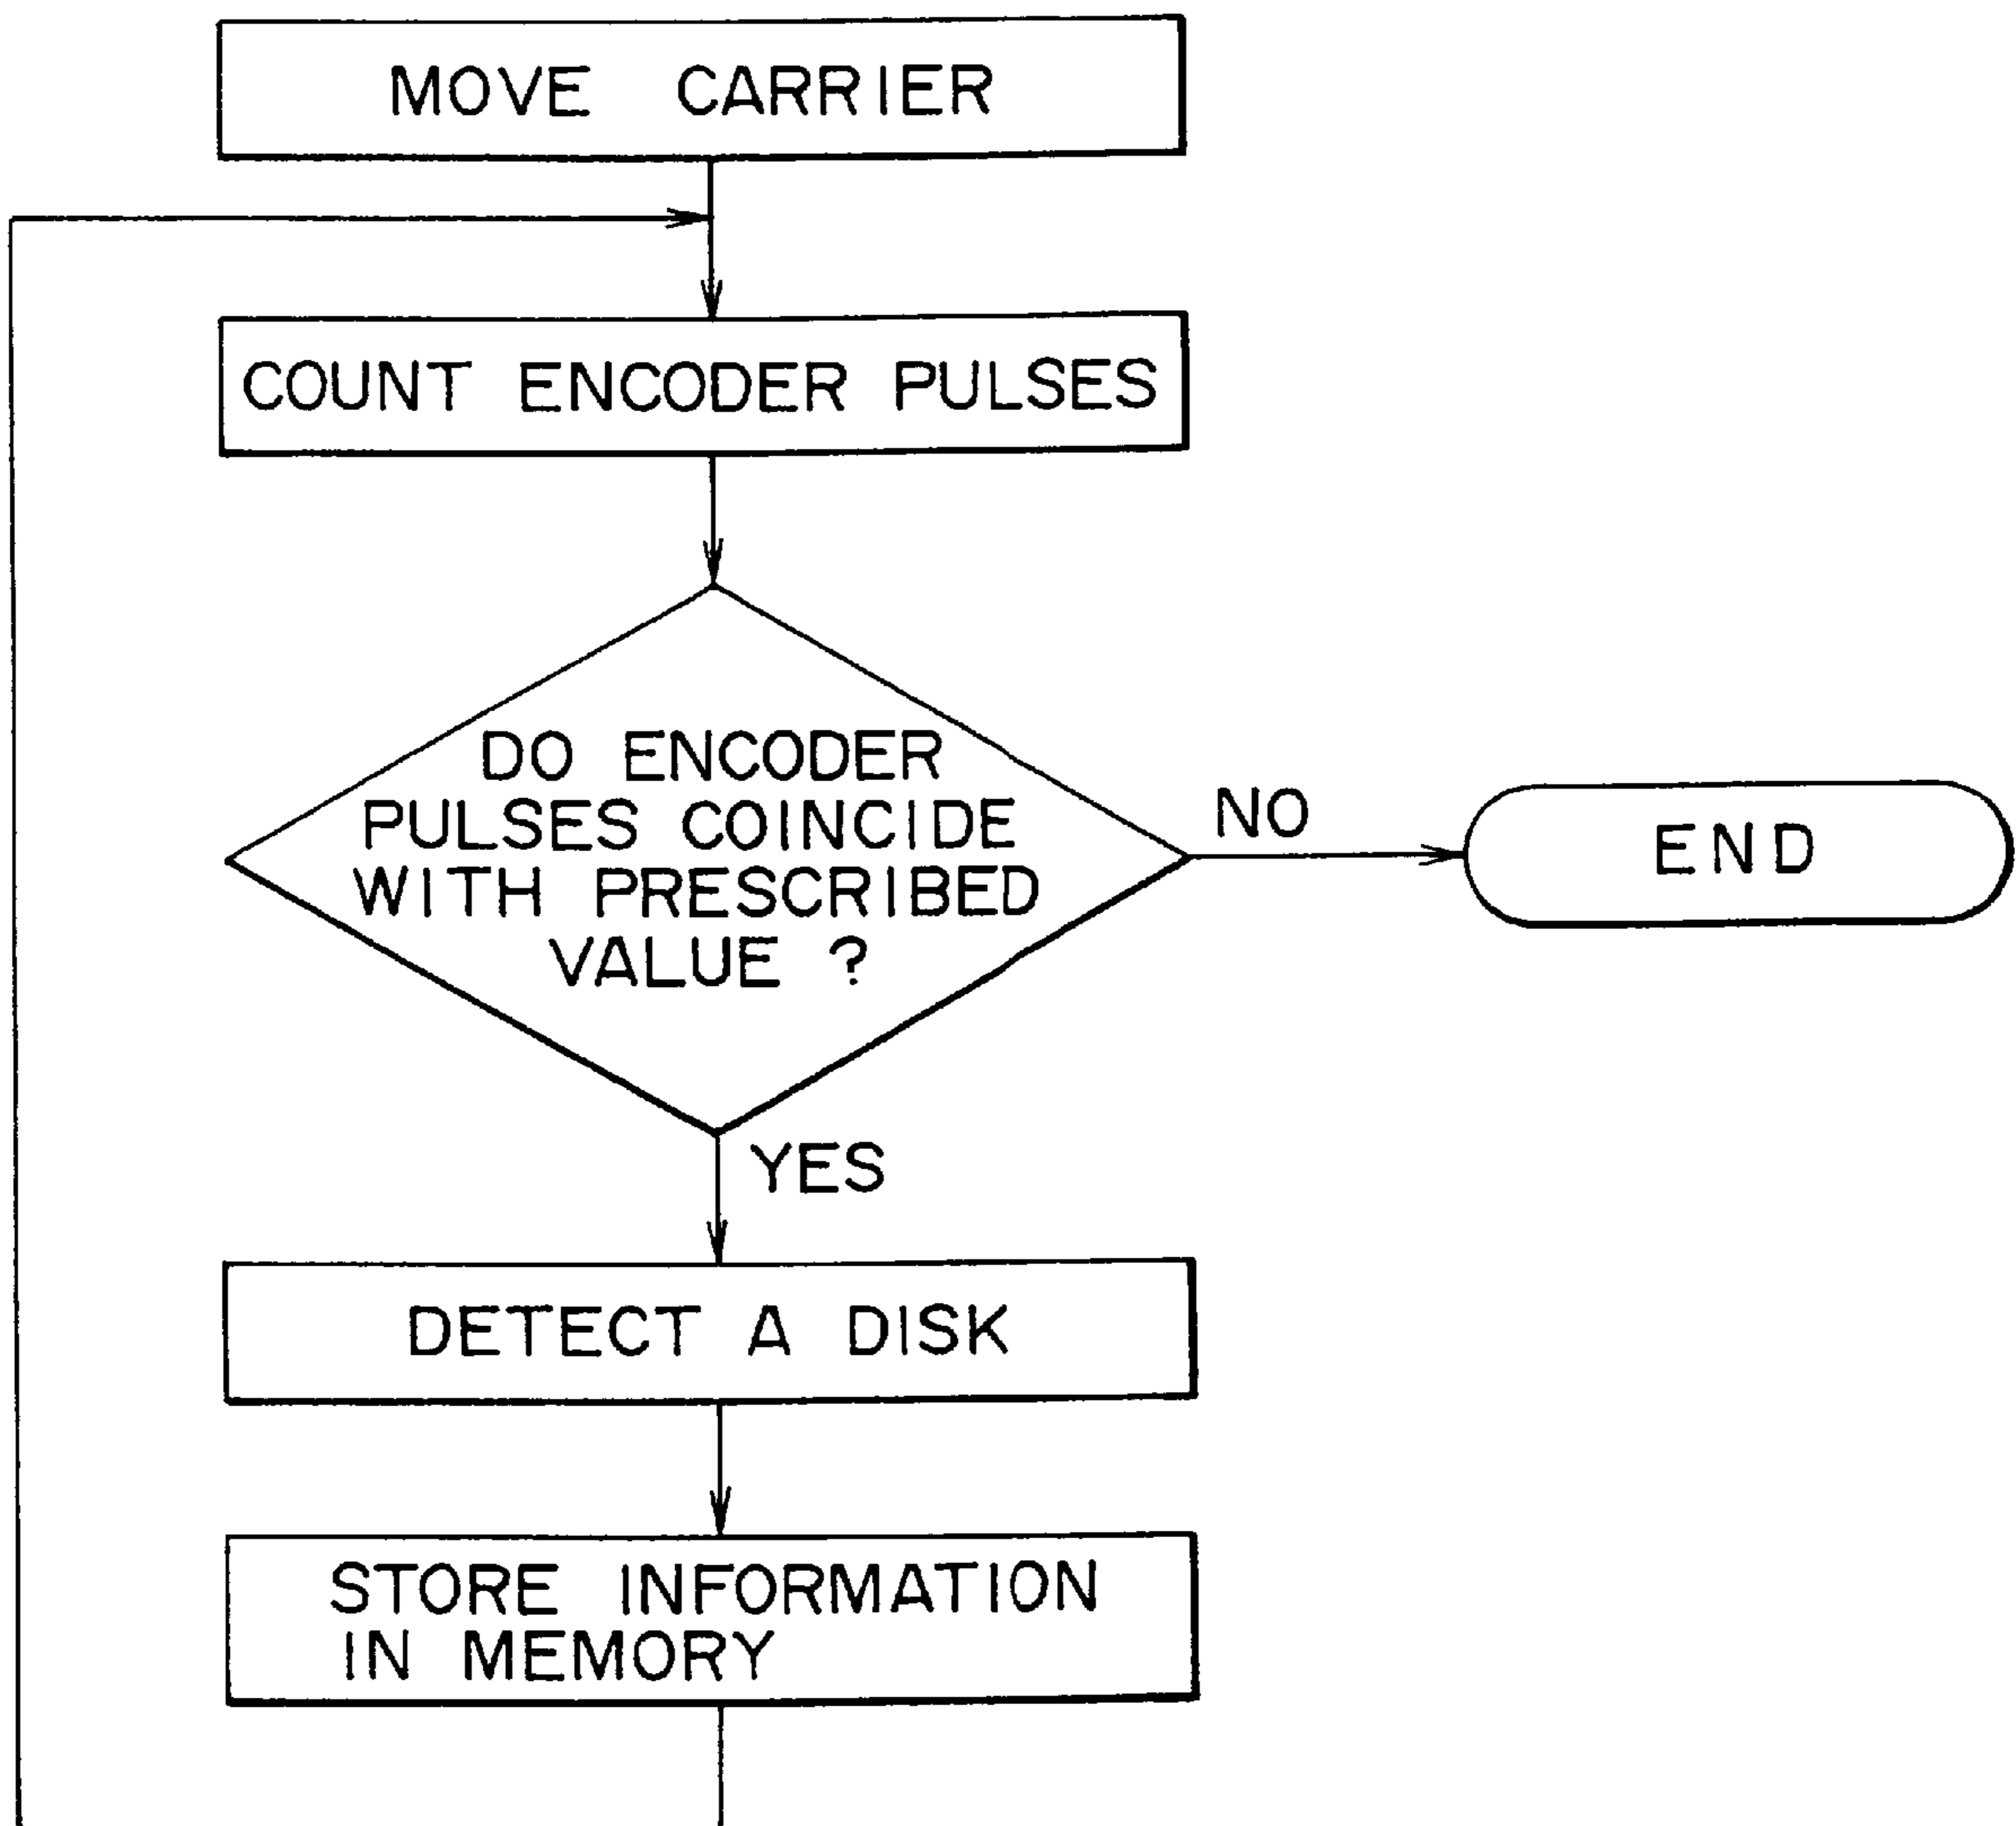 MOVE CARRIER
COUNT ENCODER PULSES
DO ENCODER
PULSES COINCIDE
WITH PRESCRIBED
VALUE ?
NO
END
YES
DETECT A DISK
STORE INFORMATION
IN MEMORY